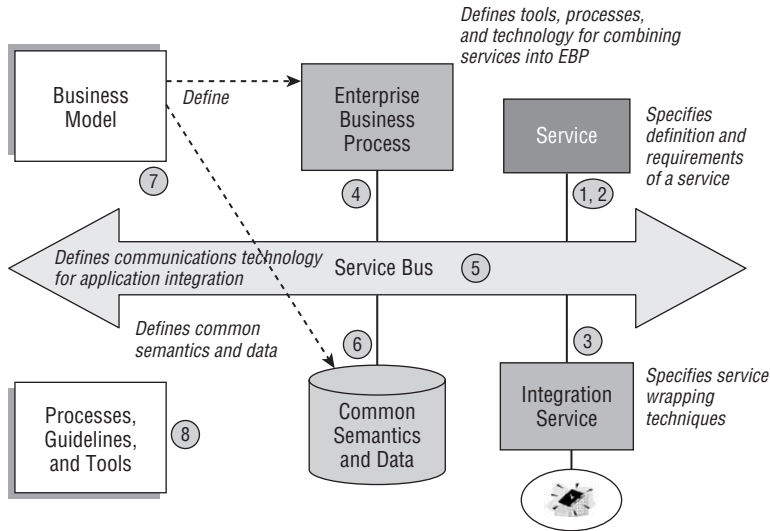 Defines tools, processes,
and technology for combining
services into EBP
Business
Model
Define
Enterprise
Business
Process
Service
Specifies
definition and
requirements
of a service
7
4
1, 2
Defines communications technology
for application integration
Service Bus
5
Defines common
semantics and data
6
3
Processes,
Guidelines,
and Tools
8
Common
Semantics
and Data
Integration
Service
Specifies service
wrapping
techniques